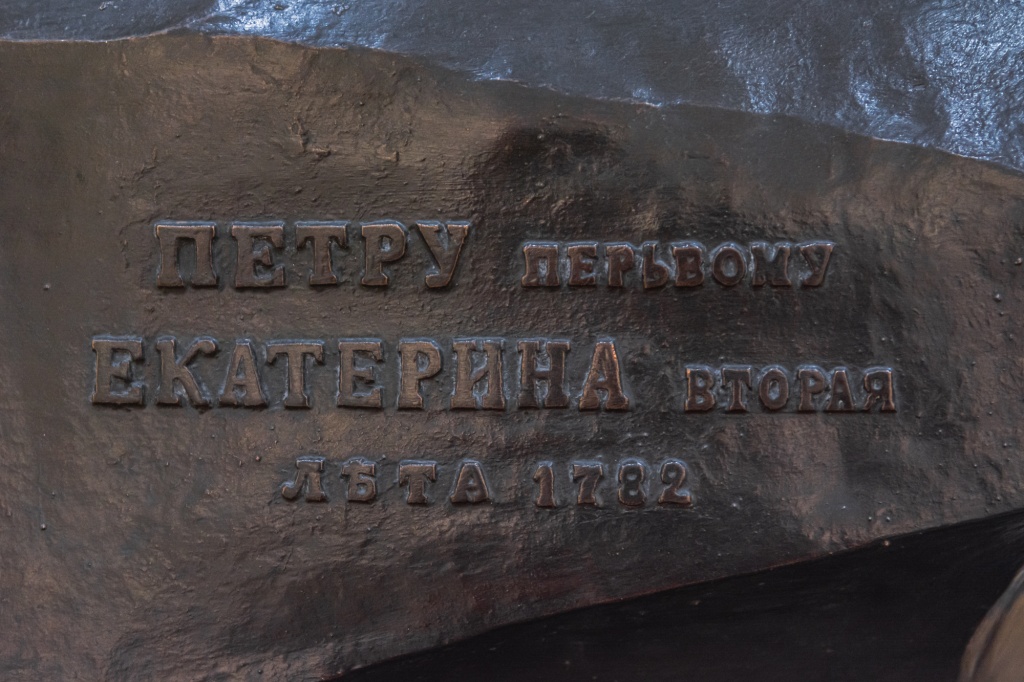 ПЕТРУ ПЕРЬВОМУ
ЕКАТЕРИНА ВТОРАЯ
ЛѢТА 1782